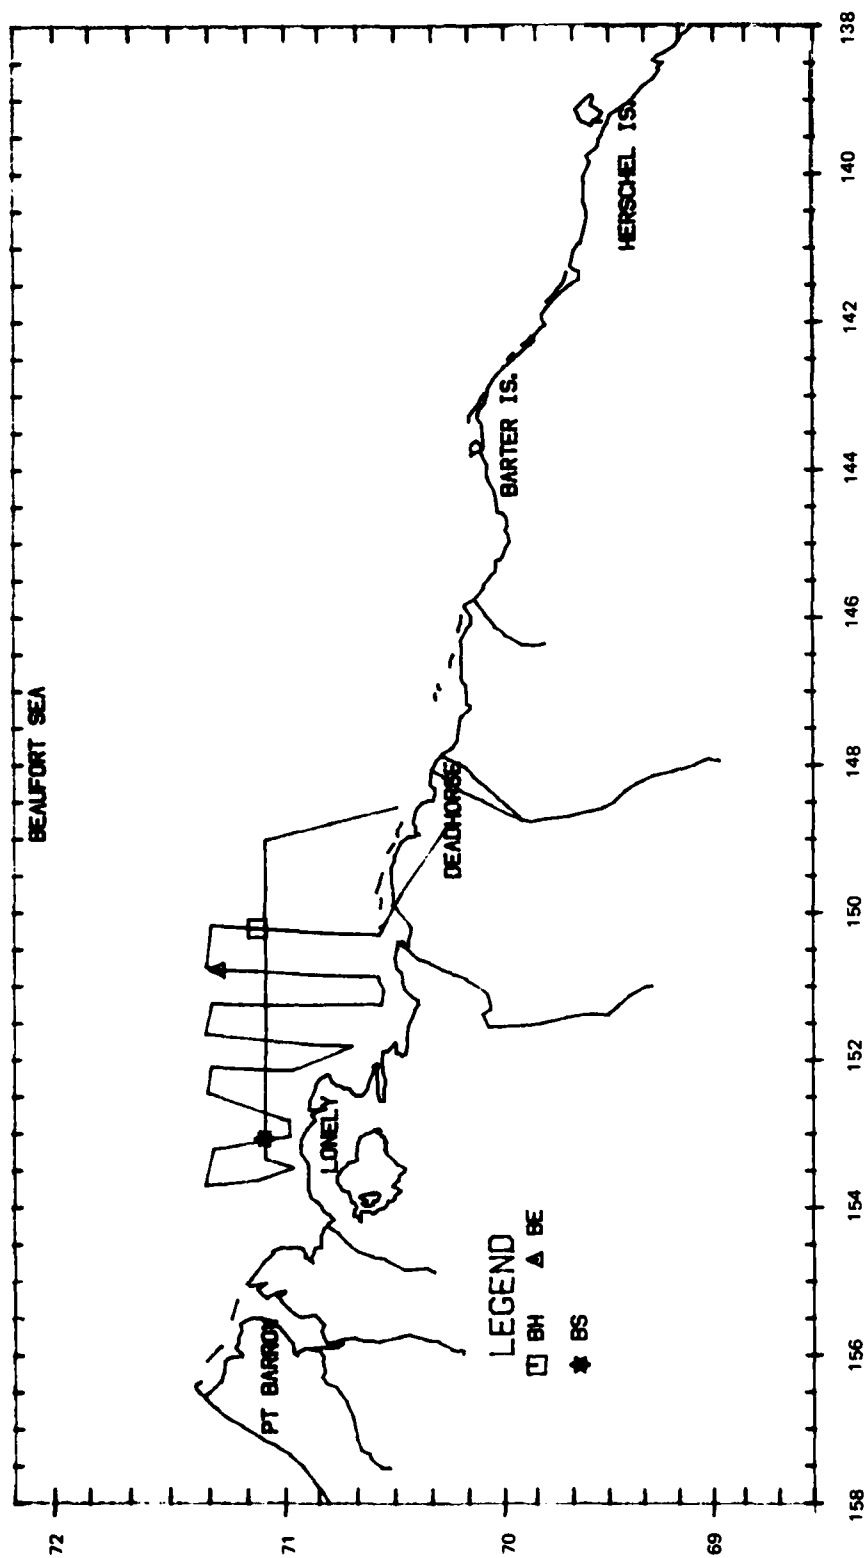 BEAUFORT SEA
72
71
70
69
PT BARROW
LONELY
DEADHORSE
BARTER IS.
HERSCHEL IS.
LEGEND
BH BE
BS
158 156 154 152 150 148 146 144 142 140 138